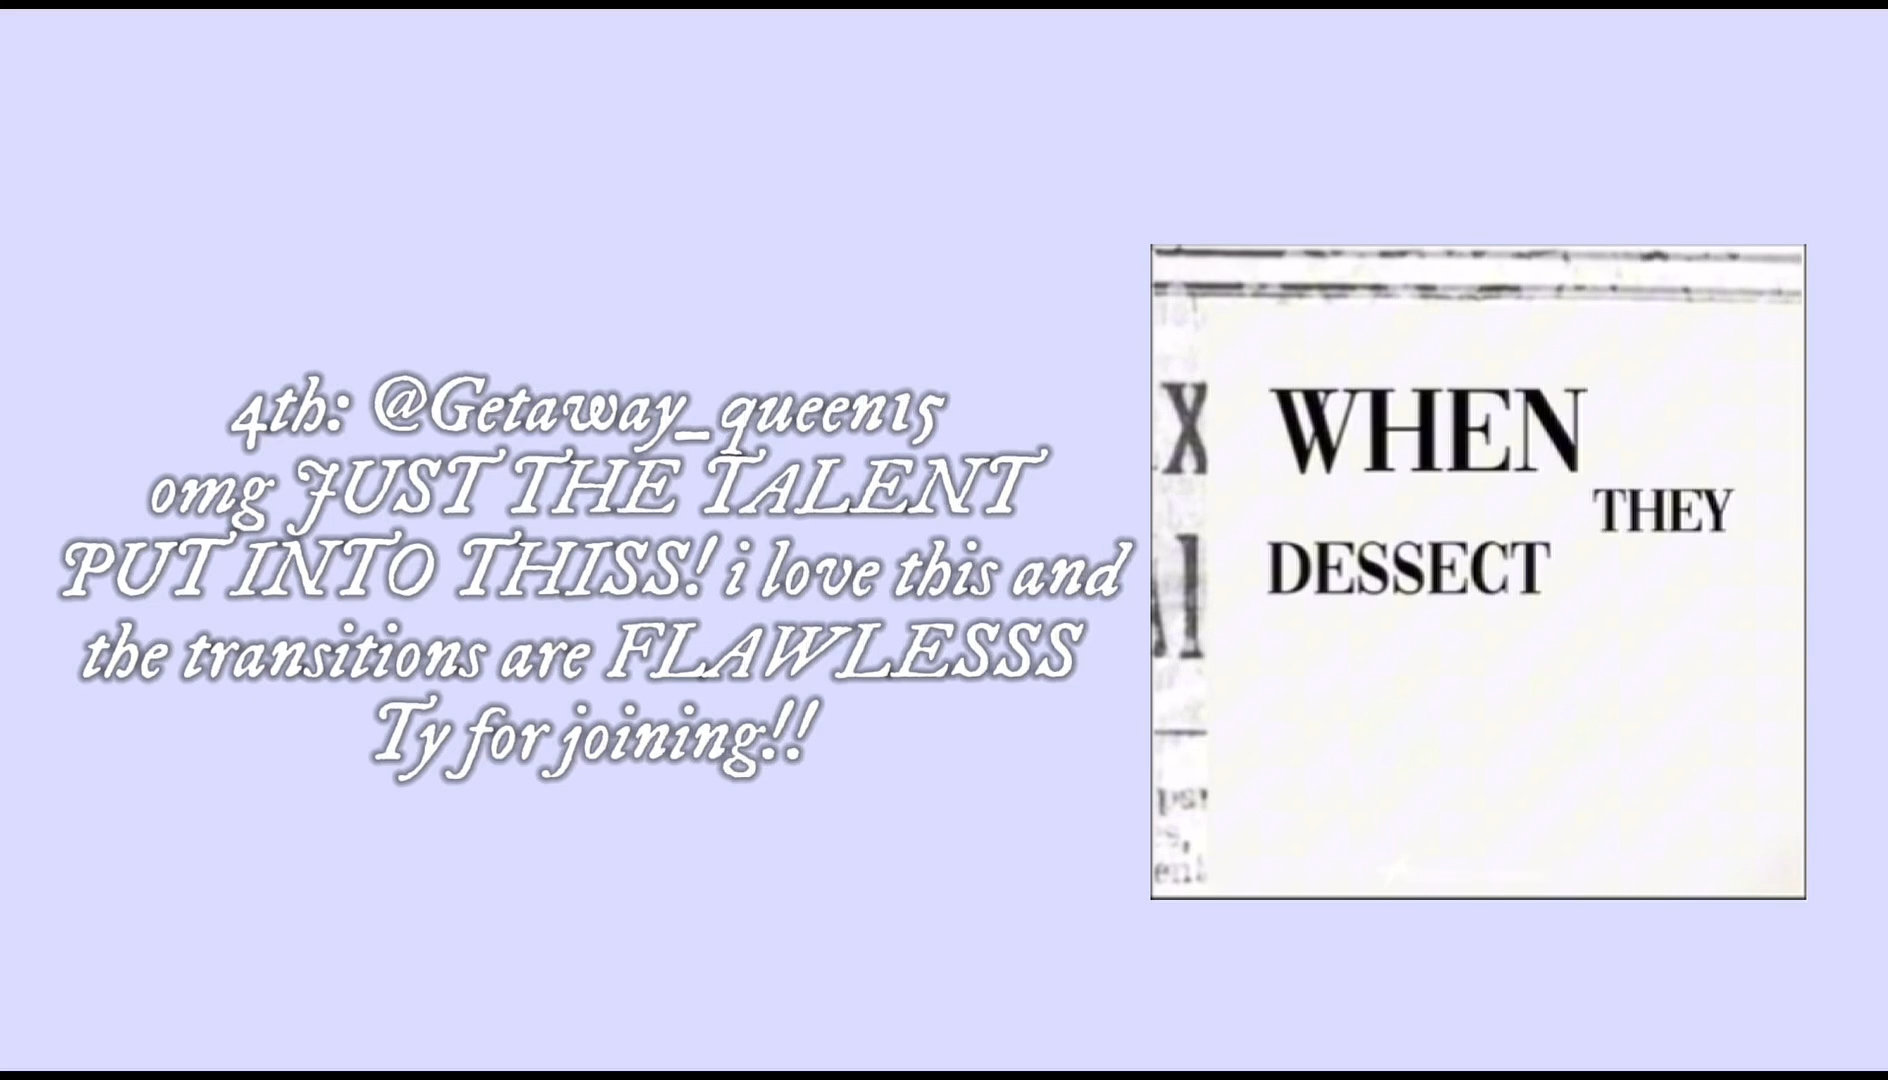 4th: @Getaway_queen15
omg JUST THE TALENT
PUT INTO THISS! i love this and
the transitions are FLAWLESSS
Ty for joining!!
WHEN
THEY
DESSECT